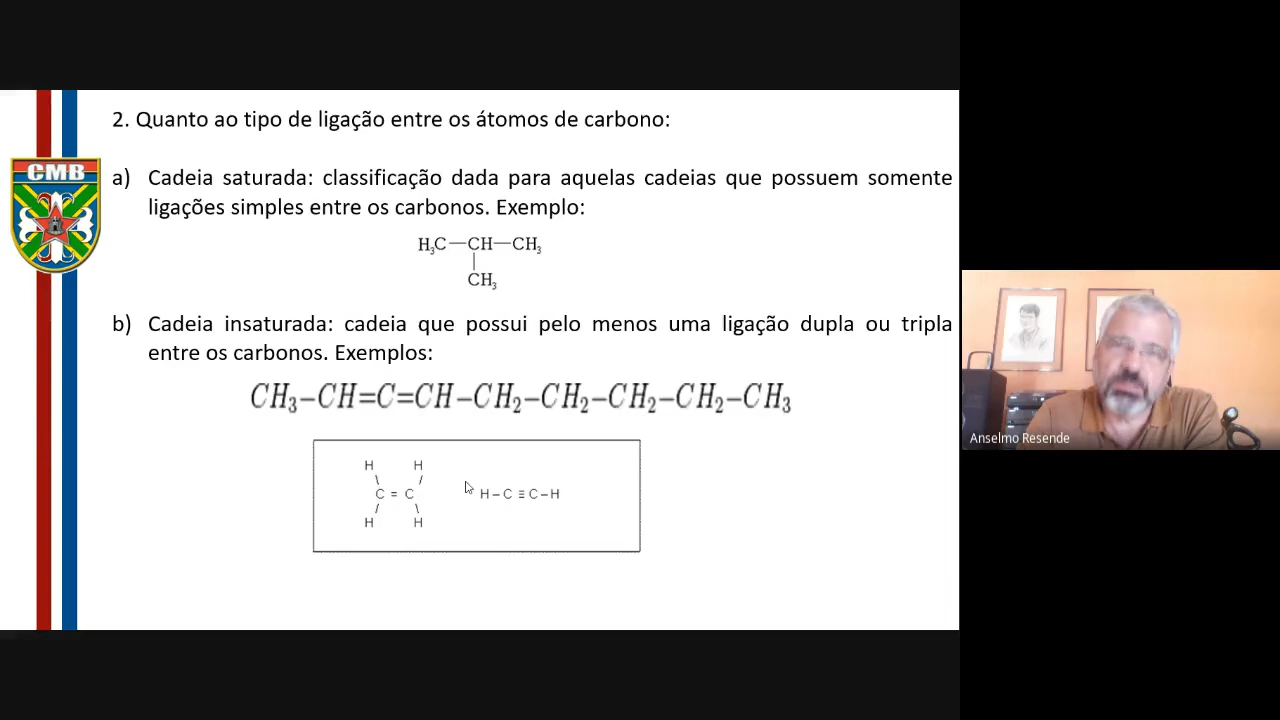 2. Quanto ao tipo de ligação entre os átomos de carbono:
CMB
a) Cadeia saturada: classificação dada para aquelas cadeias que possuem somente
ligações simples entre os carbonos. Exemplo:
H₃C—CH—CH₃
|
CH₃
b) Cadeia insaturada: cadeia que possui pelo menos uma ligação dupla ou tripla
entre os carbonos. Exemplos:
CH₃–CH=C=CH–CH₂–CH₂–CH₂–CH₂–CH₃
H H
\ /
C = C H–C≡C–H
/ \
H H
Anselmo Resende